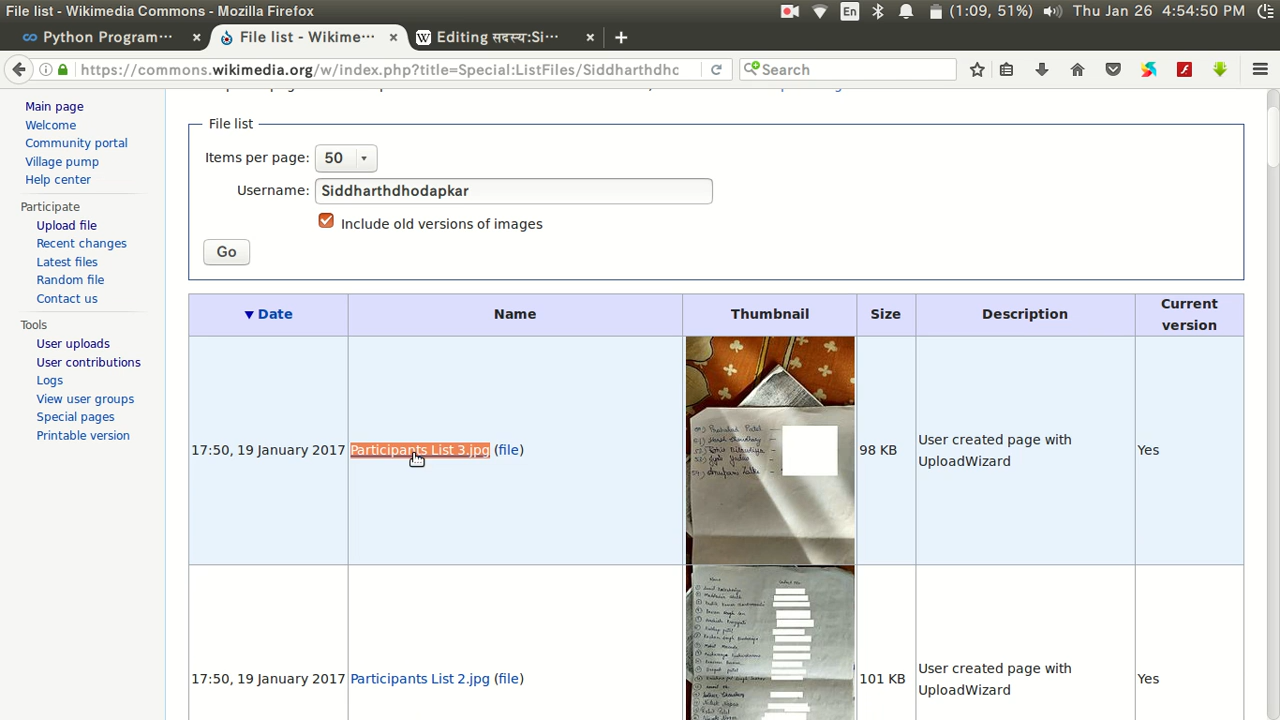 File list - Wikimedia Commons - Mozilla Firefox
En (1:09, 51%) Thu Jan 26 4:54:50 PM
Python Program··· × File list - Wikime··· × W Editing सदस्य:Si··· × +
https://commons.wikimedia.org/w/index.php?title=Special:ListFiles/Siddharthdhc Search
Main page
Welcome
Community portal
Village pump
Help center
Participate
Upload file
Recent changes
Latest files
Random file
Contact us
Tools
User uploads
User contributions
Logs
View user groups
Special pages
Printable version
File list
Items per page: 50
Username: Siddharthdhodapkar
Include old versions of images
Go
Date Name Thumbnail Size Description Current version
17:50, 19 January 2017 Participants List 3.jpg (file) 98 KB User created page with
UploadWizard Yes
17:50, 19 January 2017 Participants List 2.jpg (file) 101 KB User created page with
UploadWizard Yes